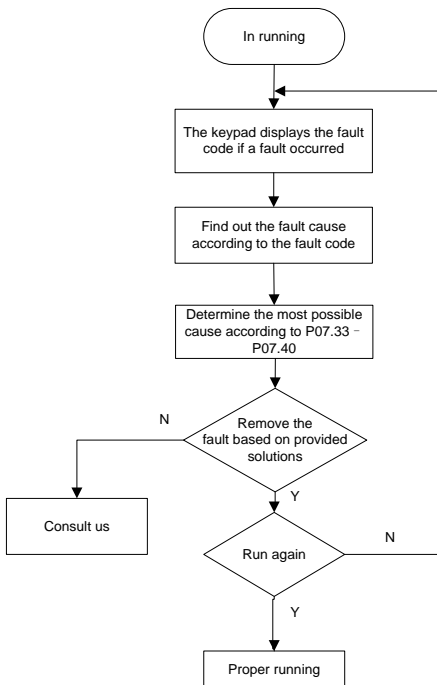 In running
The keypad displays the fault
code if a fault occurred
Find out the fault cause
according to the fault code
Determine the most possible
cause according to P07.33 –
P07.40
N
Remove the
fault based on provided
solutions
Y
Consult us
Run again
N
Y
Proper running